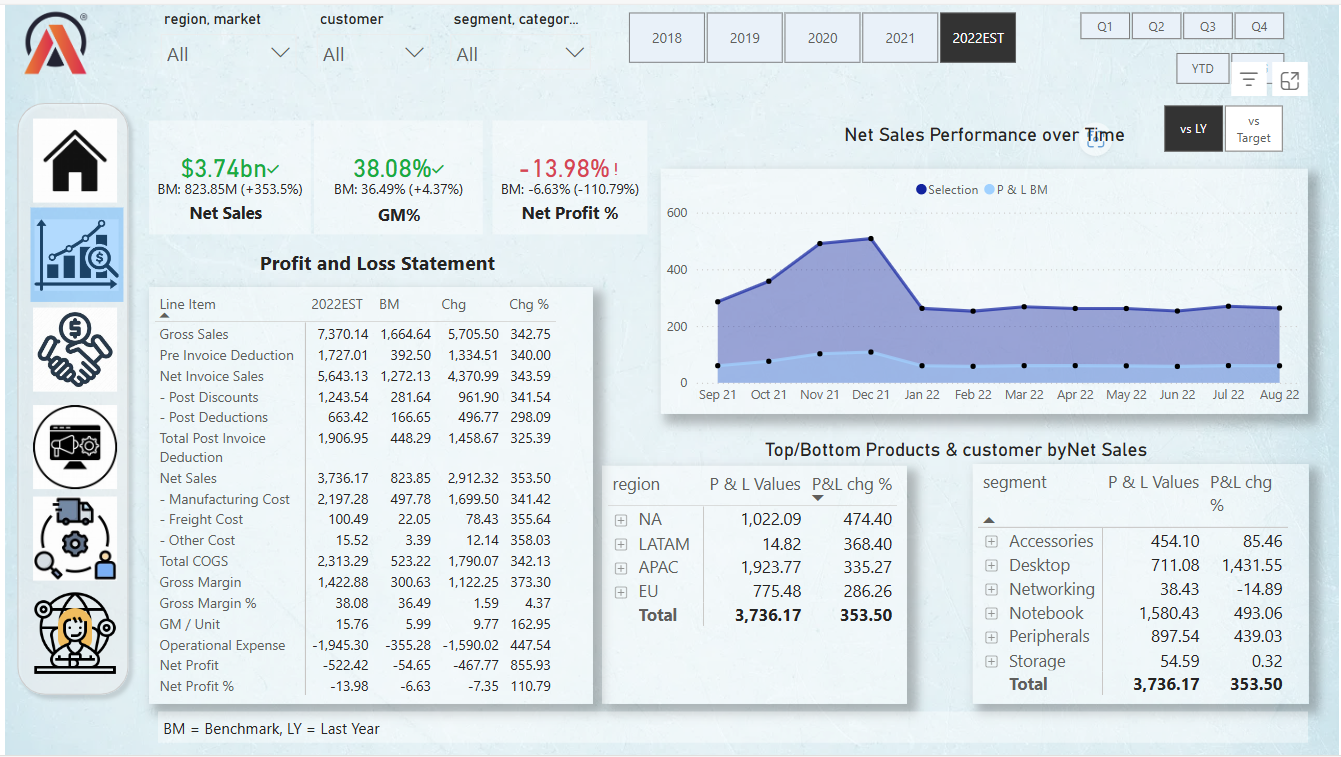 region, market customer segment, categor...
All All All
2018 2019 2020 2021 2022EST
Q1 Q2 Q3 Q4
YTD
vs LY vs Target
$3.74bn✓ 38.08%✓ -13.98%!
BM: 823.85M (+353.5%) BM: 36.49% (+4.37%) BM: -6.63% (-110.79%)
Net Sales GM% Net Profit %
Net Sales Performance over Time
Selection P & L BM
600
400
200
0
Sep 21 Oct 21 Nov 21 Dec 21 Jan 22 Feb 22 Mar 22 Apr 22 May 22 Jun 22 Jul 22 Aug 22
Profit and Loss Statement
Line Item 2022EST BM Chg Chg %
Gross Sales 7,370.14 1,664.64 5,705.50 342.75
Pre Invoice Deduction 1,727.01 392.50 1,334.51 340.00
Net Invoice Sales 5,643.13 1,272.13 4,370.99 343.59
- Post Discounts 1,243.54 281.64 961.90 341.54
- Post Deductions 663.42 166.65 496.77 298.09
Total Post Invoice 1,906.95 448.29 1,458.67 325.39
Deduction
Net Sales 3,736.17 823.85 2,912.32 353.50
- Manufacturing Cost 2,197.28 497.78 1,699.50 341.42
- Freight Cost 100.49 22.05 78.43 355.64
- Other Cost 15.52 3.39 12.14 358.03
Total COGS 2,313.29 523.22 1,790.07 342.13
Gross Margin 1,422.88 300.63 1,122.25 373.30
Gross Margin % 38.08 36.49 1.59 4.37
GM / Unit 15.76 5.99 9.77 162.95
Operational Expense -1,945.30 -355.28 -1,590.02 447.54
Net Profit -522.42 -54.65 -467.77 855.93
Net Profit % -13.98 -6.63 -7.35 110.79
Top/Bottom Products & customer byNet Sales
region P & L Values P&L chg %
NA 1,022.09 474.40
LATAM 14.82 368.40
APAC 1,923.77 335.27
EU 775.48 286.26
Total 3,736.17 353.50
segment P & L Values P&L chg
%
Accessories 454.10 85.46
Desktop 711.08 1,431.55
Networking 38.43 -14.89
Notebook 1,580.43 493.06
Peripherals 897.54 439.03
Storage 54.59 0.32
Total 3,736.17 353.50
BM = Benchmark, LY = Last Year